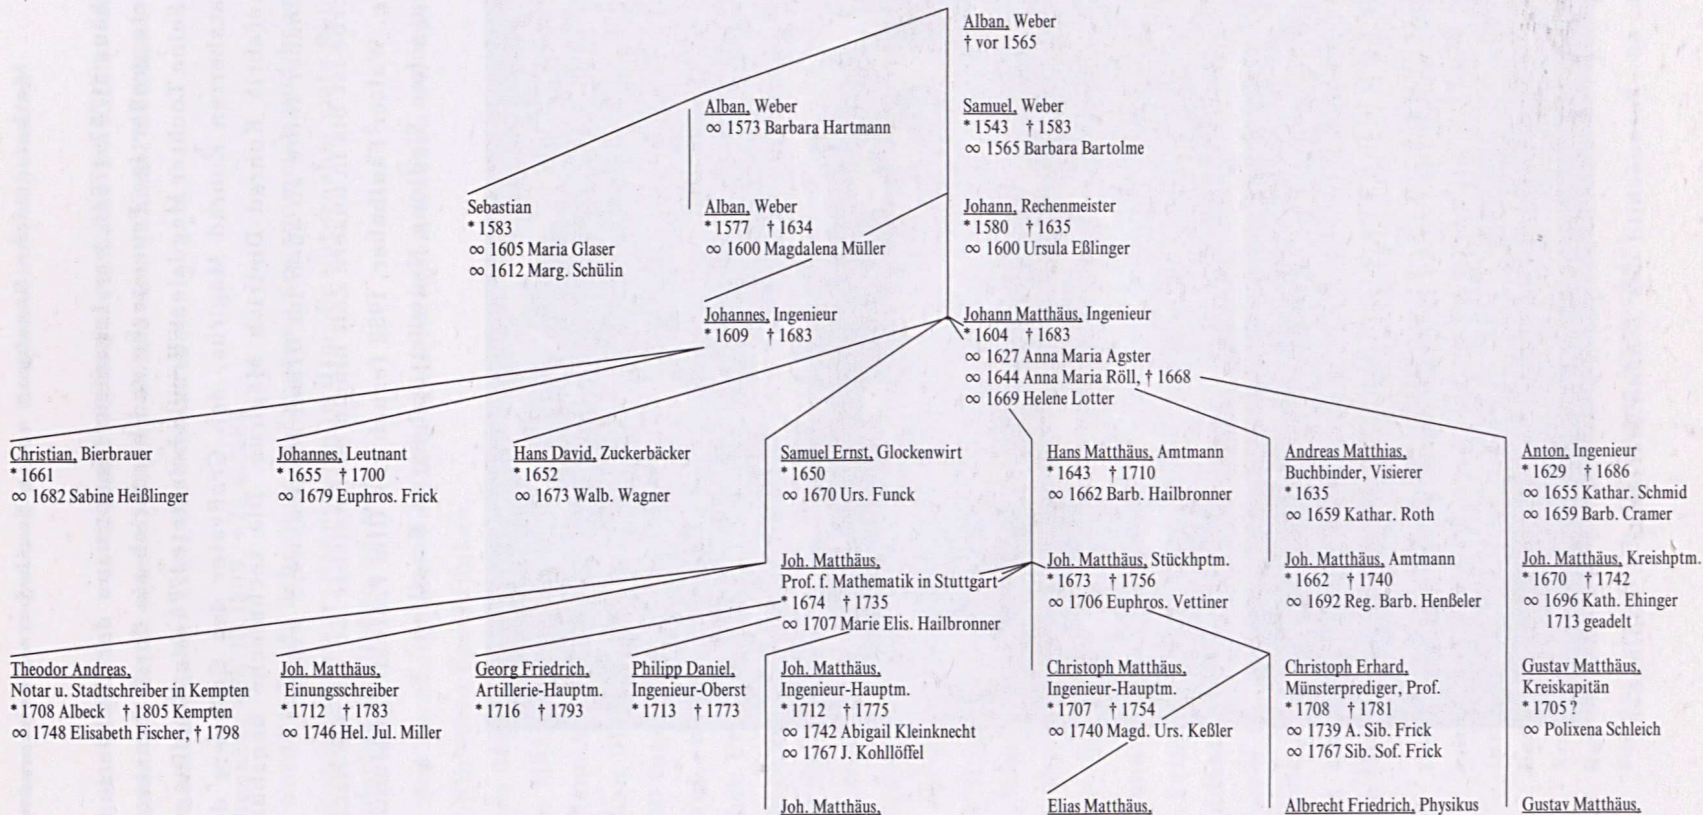 Alban, Weber
† vor 1565
Alban, Weber
∞ 1573 Barbara Hartmann
Samuel, Weber
* 1543 † 1583
∞ 1565 Barbara Bartolme
Sebastian
* 1583
∞ 1605 Maria Glaser
∞ 1612 Marg. Schülin
Alban, Weber
* 1577 † 1634
∞ 1600 Magdalena Müller
Johann, Rechenmeister
* 1580 † 1635
∞ 1600 Ursula Eßlinger
Johannes, Ingenieur
* 1609 † 1683
Johann Matthäus, Ingenieur
* 1604 † 1683
∞ 1627 Anna Maria Agster
∞ 1644 Anna Maria Röll, † 1668
∞ 1669 Helene Lotter
Christian, Bierbrauer
* 1661
∞ 1682 Sabine Heißlinger
Johannes, Leutnant
* 1655 † 1700
∞ 1679 Euphros. Frick
Hans David, Zuckerbäcker
* 1652
∞ 1673 Walb. Wagner
Samuel Ernst, Glockenwirt
* 1650
∞ 1670 Urs. Funck
Hans Matthäus, Amtmann
* 1643 † 1710
∞ 1662 Barb. Hailbronner
Andreas Matthias,
Buchbinder, Visierer
* 1635
∞ 1659 Kathar. Roth
Anton, Ingenieur
* 1629 † 1686
∞ 1655 Kathar. Schmid
∞ 1659 Barb. Cramer
Joh. Matthäus,
Prof. f. Mathematik in Stuttgart
* 1674 † 1735
∞ 1707 Marie Elis. Hailbronner
Joh. Matthäus, Stückhptm.
* 1673 † 1756
∞ 1706 Euphros. Vettiner
Joh. Matthäus, Amtmann
* 1662 † 1740
∞ 1692 Reg. Barb. Henßeler
Joh. Matthäus, Kreishptm.
* 1670 † 1742
∞ 1696 Kath. Ehinger
1713 geadelt
Theodor Andreas,
Notar u. Stadtschreiber in Kempten
* 1708 Albeck † 1805 Kempten
∞ 1748 Elisabeth Fischer, † 1798
Joh. Matthäus,
Einungsschreiber
* 1712 † 1783
∞ 1746 Hel. Jul. Miller
Georg Friedrich,
Artillerie-Hauptm.
* 1716 † 1793
Philipp Daniel,
Ingenieur-Oberst
* 1713 † 1773
Joh. Matthäus,
Ingenieur-Hauptm.
* 1712 † 1775
∞ 1742 Abigail Kleinknecht
∞ 1767 J. Kohllöffel
Christoph Matthäus,
Ingenieur-Hauptm.
* 1707 † 1754
∞ 1740 Magd. Urs. Keßler
Christoph Erhard,
Münsterprediger, Prof.
* 1708 † 1781
∞ 1739 A. Sib. Frick
∞ 1767 Sib. Sof. Frick
Gustav Matthäus,
Kreiskapitän
* 1705 ?
∞ Polixena Schleich
Joh. Matthäus,
Elias Matthäus,
Albrecht Friedrich, Physikus
Gustav Matthäus,